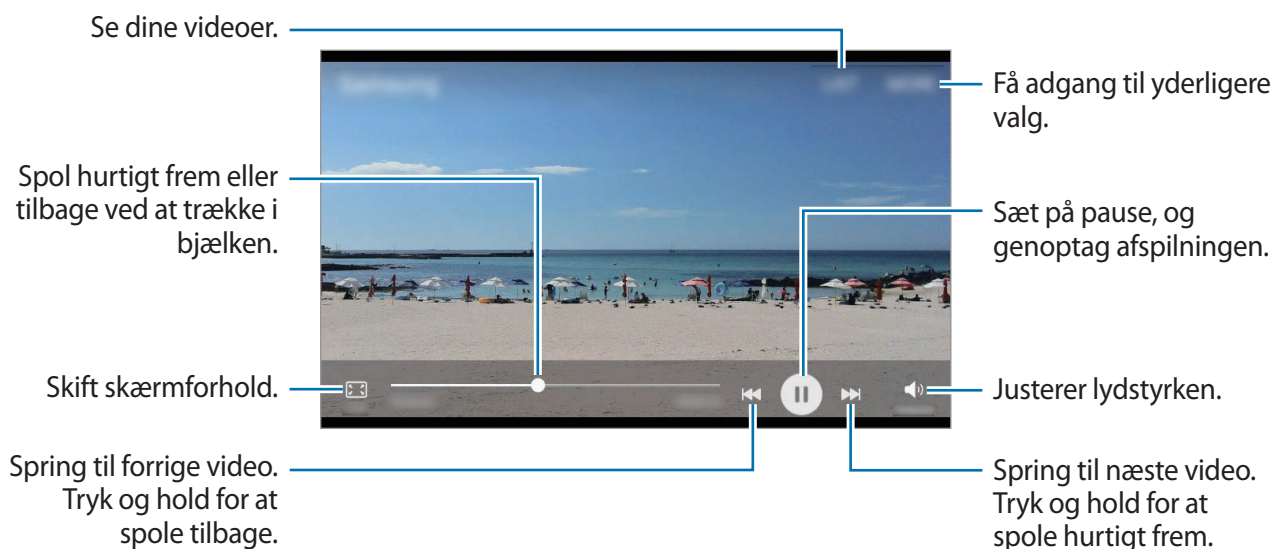 Se dine videoer.
Få adgang til yderligere
valg.
Spol hurtigt frem eller
tilbage ved at trække i
bjælken.
Sæt på pause, og
genoptag afspilningen.
Skift skærmforhold.
Justerer lydstyrken.
Spring til forrige video.
Tryk og hold for at
spole tilbage.
Spring til næste video.
Tryk og hold for at
spole hurtigt frem.